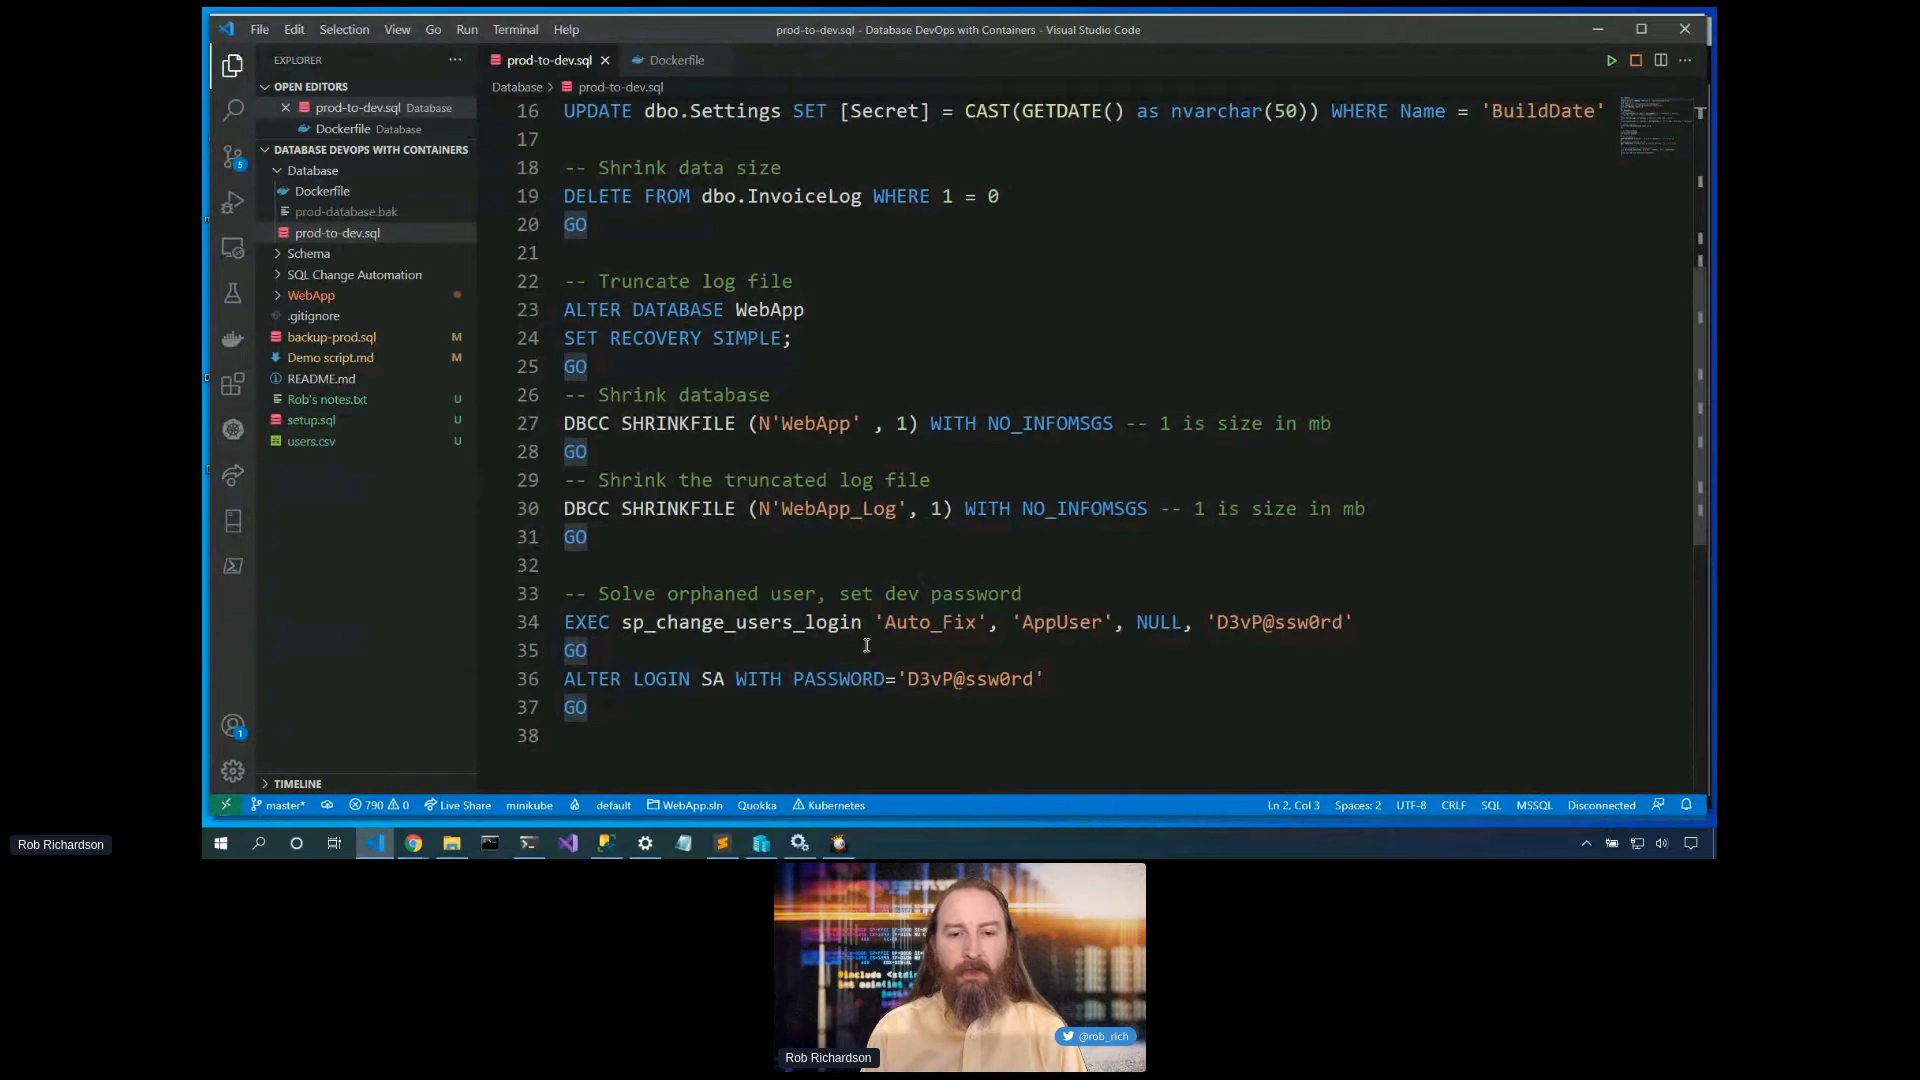 File Edit Selection View Go Run Terminal Help
prod-to-dev.sql - Database DevOps with Containers - Visual Studio Code
EXPLORER
OPEN EDITORS
prod-to-dev.sql Database
Dockerfile Database
DATABASE DEVOPS WITH CONTAINERS
Database
Dockerfile
prod-database.bak
prod-to-dev.sql
Schema
SQL Change Automation
WebApp
.gitignore
backup-prod.sql M
Demo script.md M
README.md
Rob's notes.txt U
setup.sql U
users.csv U
TIMELINE
5
1
prod-to-dev.sql
Dockerfile
Database > prod-to-dev.sql
16 UPDATE dbo.Settings SET [Secret] = CAST(GETDATE() as nvarchar(50)) WHERE Name = 'BuildDate'
17
18 -- Shrink data size
19 DELETE FROM dbo.InvoiceLog WHERE 1 = 0
20 GO
21
22 -- Truncate log file
23 ALTER DATABASE WebApp
24 SET RECOVERY SIMPLE;
25 GO
26 -- Shrink database
27 DBCC SHRINKFILE (N'WebApp' , 1) WITH NO_INFOMSGS -- 1 is size in mb
28 GO
29 -- Shrink the truncated log file
30 DBCC SHRINKFILE (N'WebApp_Log', 1) WITH NO_INFOMSGS -- 1 is size in mb
31 GO
32
33 -- Solve orphaned user, set dev password
34 EXEC sp_change_users_login 'Auto_Fix', 'AppUser', NULL, 'D3vP@ssw0rd'
35 GO
36 ALTER LOGIN SA WITH PASSWORD='D3vP@ssw0rd'
37 GO
38
master* 790 0 Live Share minikube default WebApp.sln Quokka Kubernetes
Ln 2, Col 3 Spaces: 2 UTF-8 CRLF SQL MSSQL Disconnected
Rob Richardson
@rob_rich
Rob Richardson